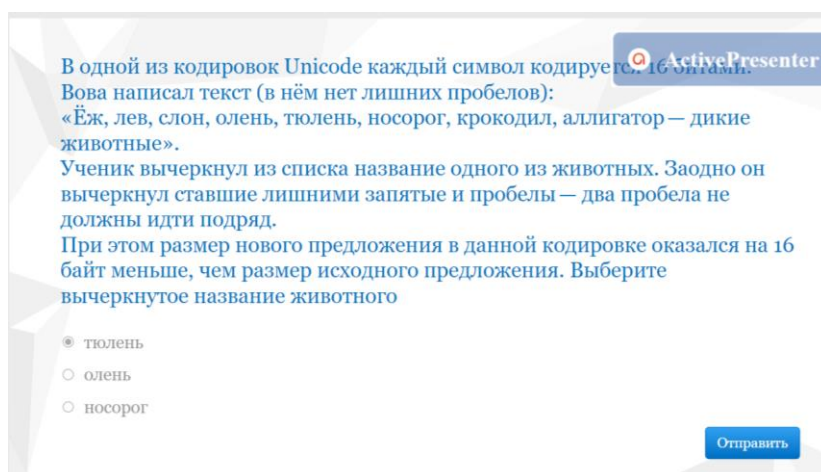 В одной из кодировок Unicode каждый символ кодируется 16 битами.
ActivePresenter
Вова написал текст (в нём нет лишних пробелов):
«Ёж, лев, слон, олень, тюлень, носорог, крокодил, аллигатор — дикие
животные».
Ученик вычеркнул из списка название одного из животных. Заодно он
вычеркнул ставшие лишними запятые и пробелы — два пробела не
должны идти подряд.
При этом размер нового предложения в данной кодировке оказался на 16
байт меньше, чем размер исходного предложения. Выберите
вычеркнутое название животного
тюлень
олень
носорог
Отправить